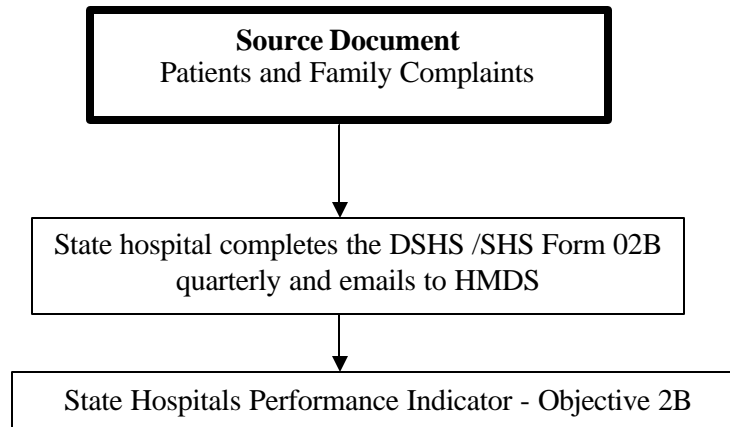 Source Document
Patients and Family Complaints
State hospital completes the DSHS /SHS Form 02B
quarterly and emails to HMDS
State Hospitals Performance Indicator - Objective 2B